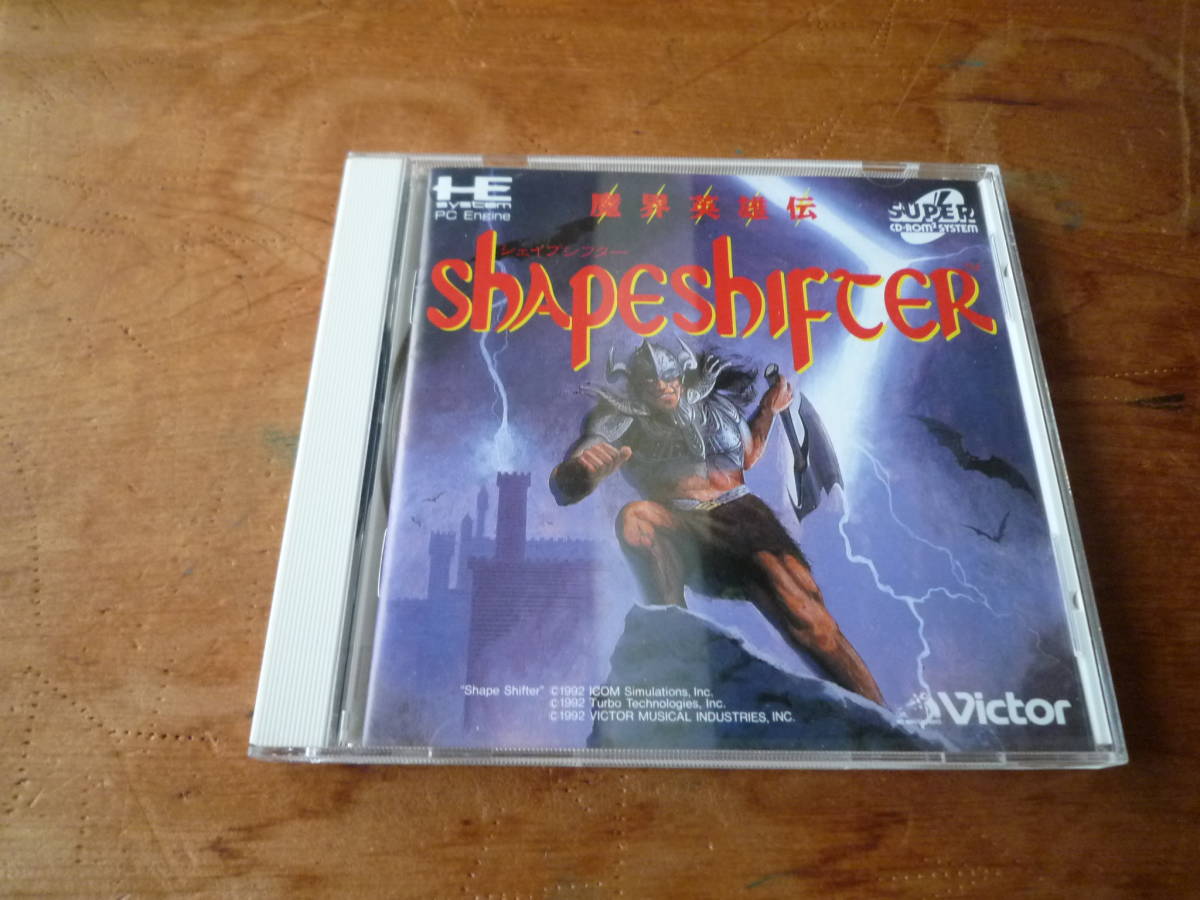 HE
system
PC Engine
魔界英雄伝
SUPER
CD-ROM² SYSTEM
シェイプシフター
SHAPESHIFTER™
"Shape Shifter" ©1992 ICOM Simulations, Inc.
©1992 Turbo Technologies, Inc.
©1992 VICTOR MUSICAL INDUSTRIES, INC.
Victor